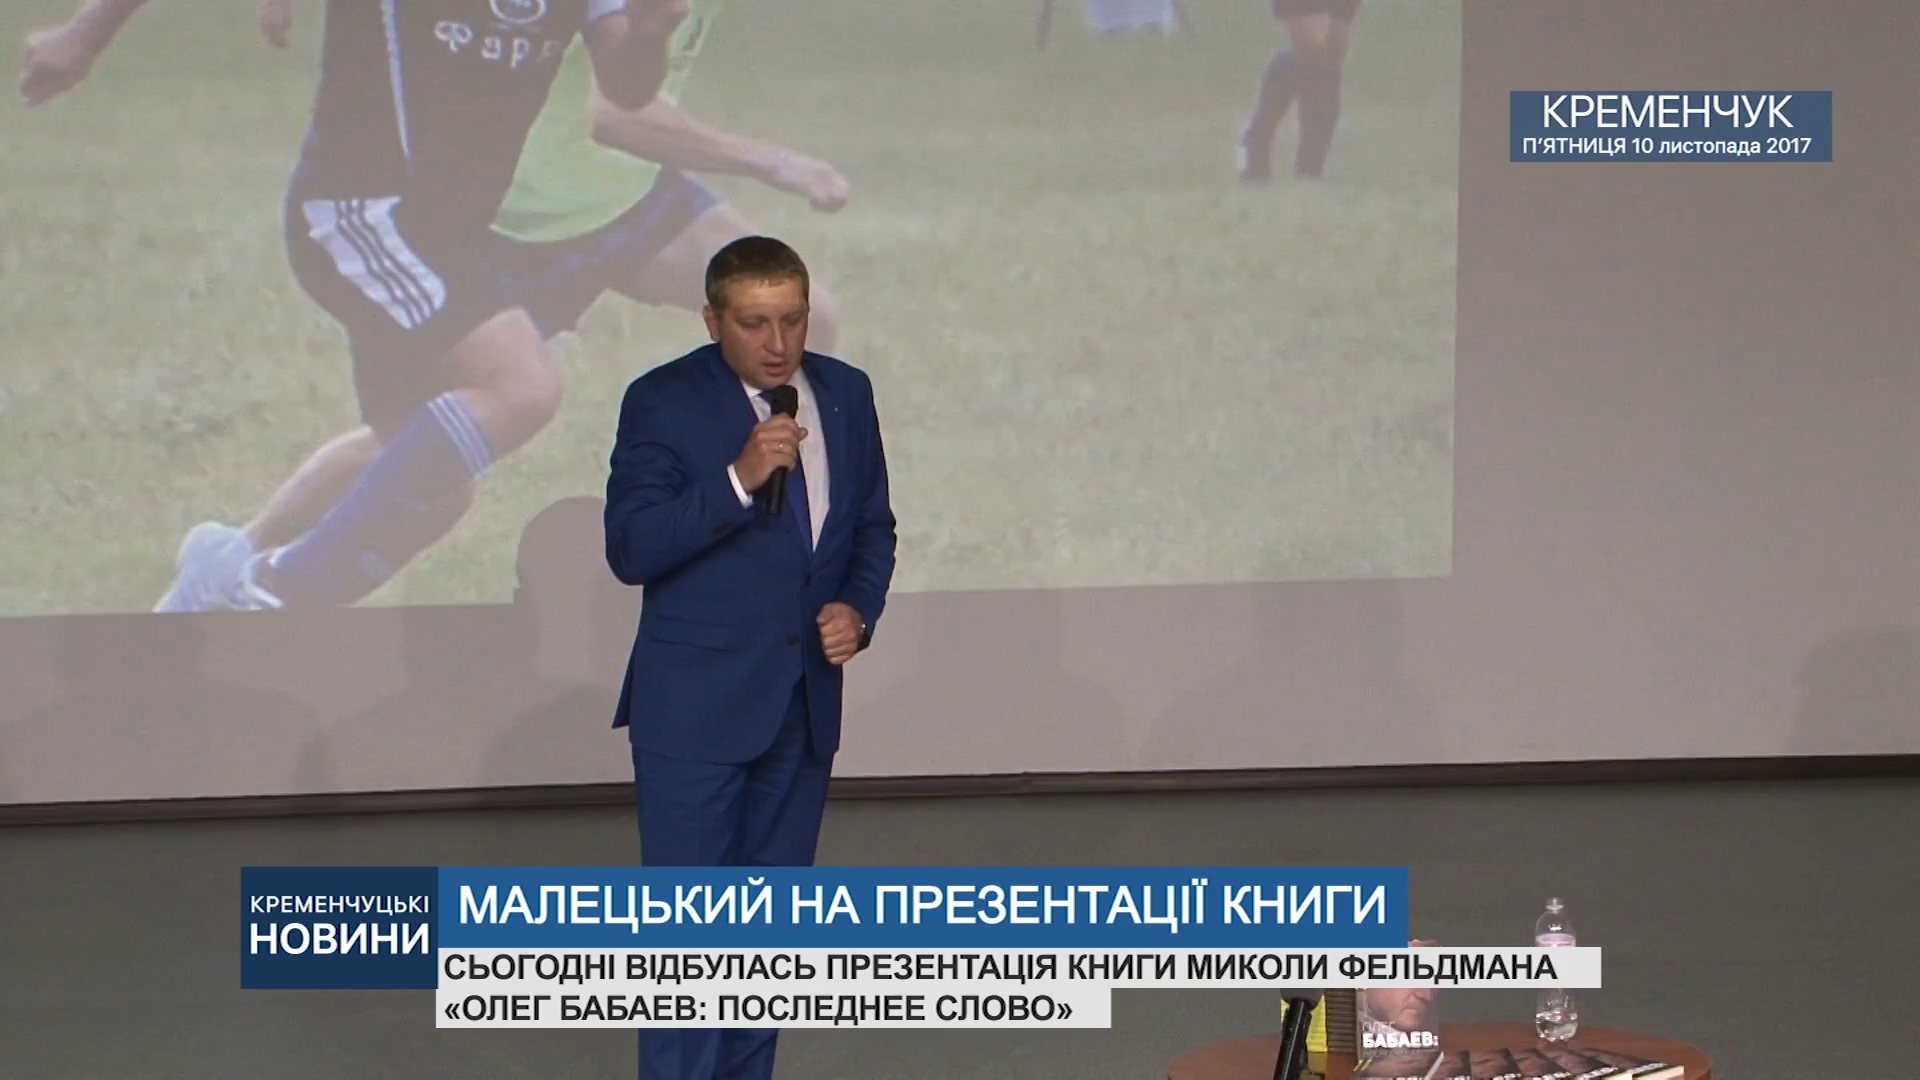 КРЕМЕНЧУК
П'ЯТНИЦЯ 10 листопада 2017
КРЕМЕНЧУЦЬКІ
НОВИНИ
МАЛЕЦЬКИЙ НА ПРЕЗЕНТАЦІЇ КНИГИ
СЬОГОДНІ ВІДБУЛАСЬ ПРЕЗЕНТАЦІЯ КНИГИ МИКОЛИ ФЕЛЬДМАНА
«ОЛЕГ БАБАЕВ: ПОСЛЕДНЕЕ СЛОВО»
ОЛЕГ
БАБАЕВ: